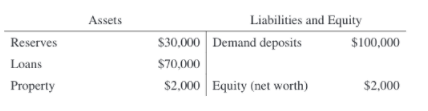 Assets Liabilities and Equity
Reserves $30,000 Demand deposits $100,000
Loans $70,000
Property $2,000 Equity (net worth) $2,000